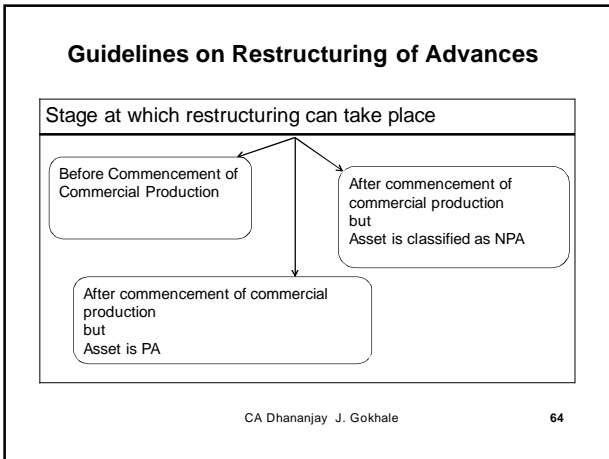 Guidelines on Restructuring of Advances
Stage at which restructuring can take place
Before Commencement of
Commercial Production
After commencement of
commercial production
but
Asset is classified as NPA
After commencement of commercial
production
but
Asset is PA
CA Dhananjay J. Gokhale
64